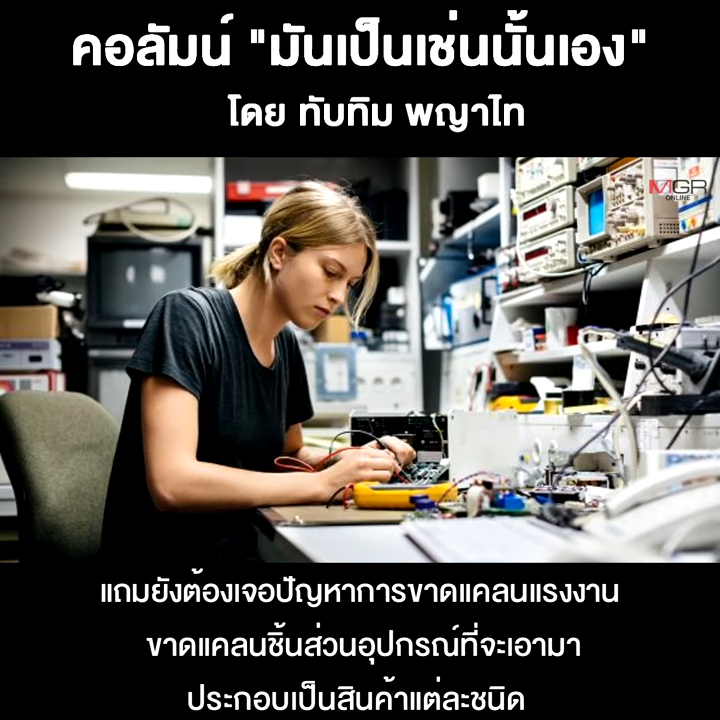 คอลัมน์ "มันเป็นเช่นนั้นเอง"
โดย ทับทิม พญาไท
MGR
ONLINE
แถมยังต้องเจอปัญหาการขาดแคลนแรงงาน
ขาดแคลนชิ้นส่วนอุปกรณ์ที่จะเอามา
ประกอบเป็นสินค้าแต่ละชนิด